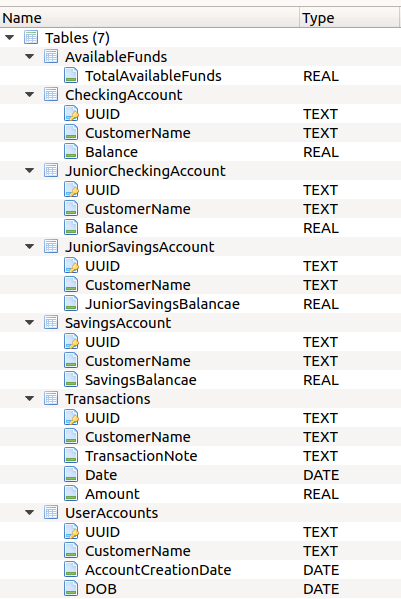 Name Type
Tables (7)
AvailableFunds
TotalAvailableFunds REAL
CheckingAccount
UUID TEXT
CustomerName TEXT
Balance REAL
JuniorCheckingAccount
UUID TEXT
CustomerName TEXT
Balance REAL
JuniorSavingsAccount
UUID TEXT
CustomerName TEXT
JuniorSavingsBalancae REAL
SavingsAccount
UUID TEXT
CustomerName TEXT
SavingsBalancae REAL
Transactions
UUID TEXT
CustomerName TEXT
TransactionNote TEXT
Date DATE
Amount REAL
UserAccounts
UUID TEXT
CustomerName TEXT
AccountCreationDate DATE
DOB DATE